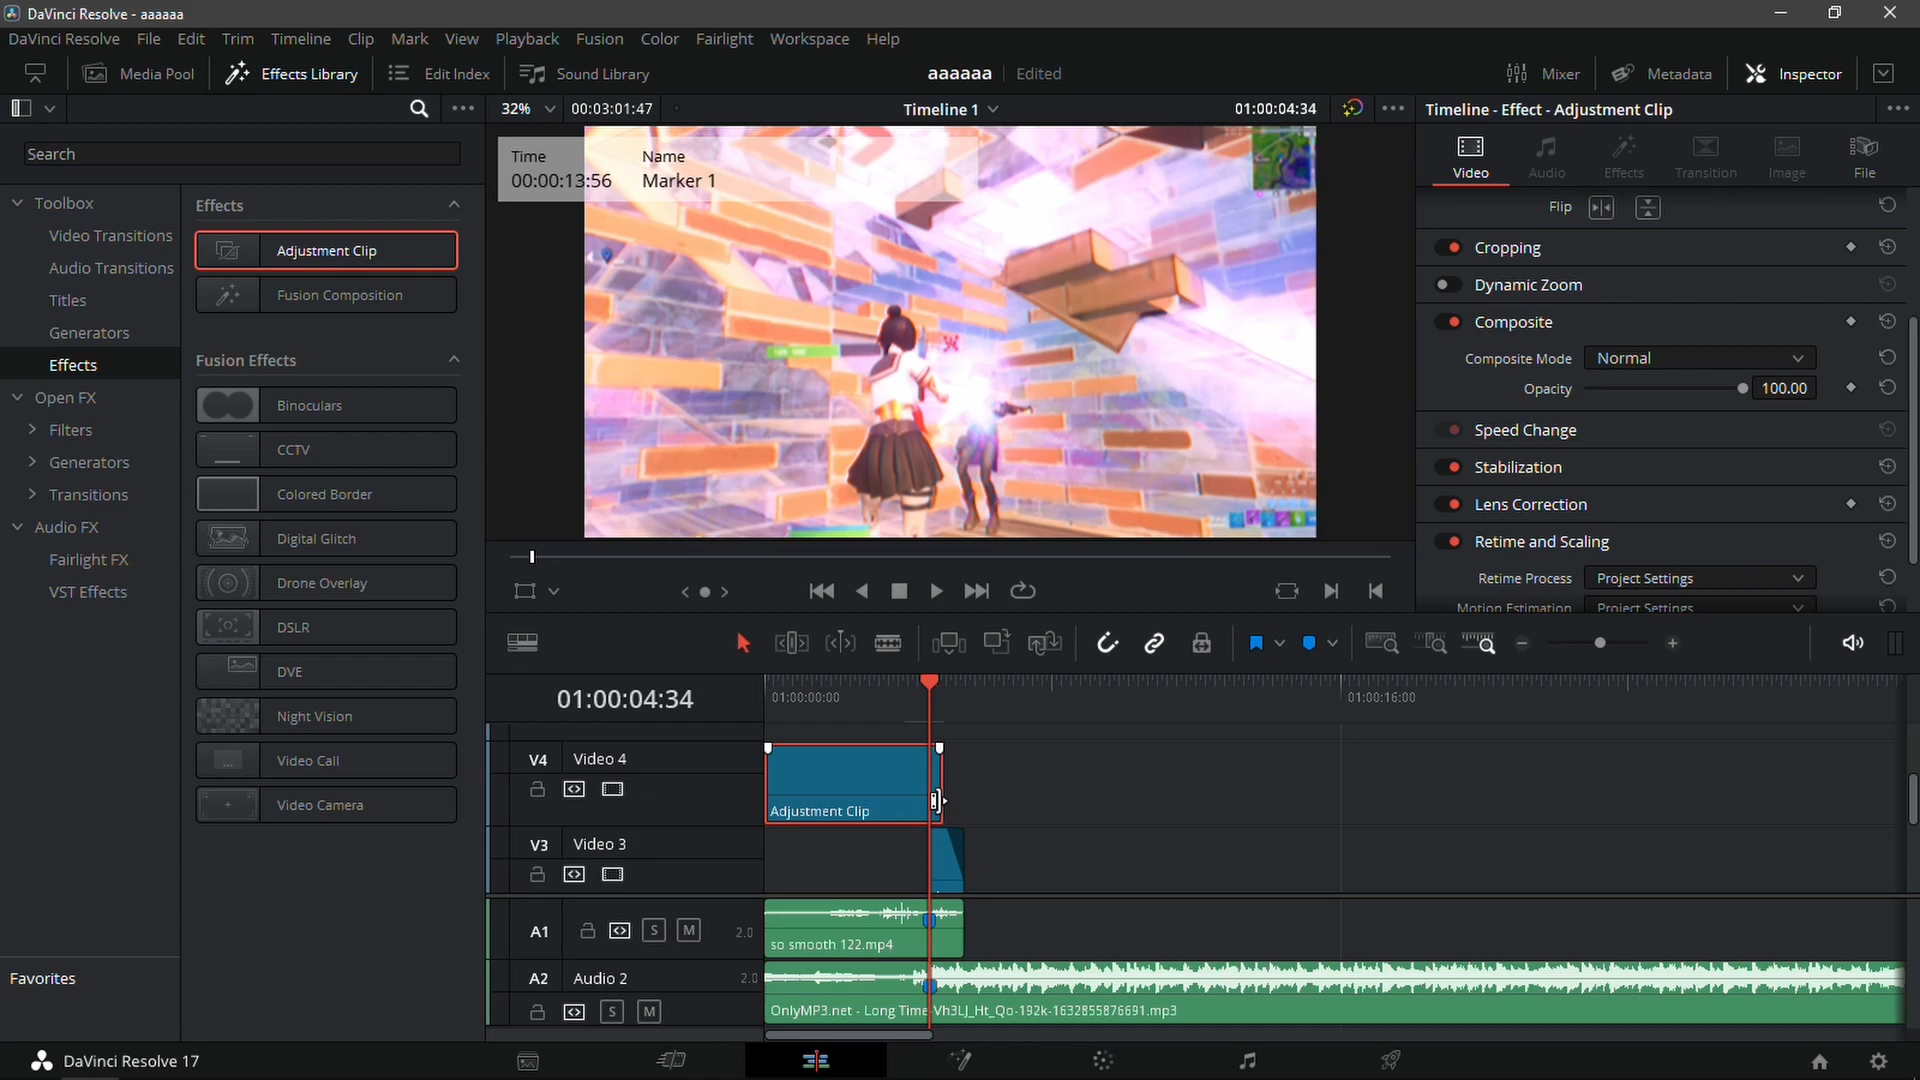 DaVinci Resolve - aaaaaa
DaVinci Resolve File Edit Trim Timeline Clip Mark View Playback Fusion Color Fairlight Workspace Help
Media Pool Effects Library Edit Index Sound Library aaaaaa Edited Mixer Metadata Inspector
32% 00:03:01:47 Timeline 1 01:00:04:34 Timeline - Effect - Adjustment Clip
Search
Toolbox
Video Transitions
Audio Transitions
Titles
Generators
Effects
Open FX
Filters
Generators
Transitions
Audio FX
Fairlight FX
VST Effects
Favorites
Effects
Adjustment Clip
Fusion Composition
Fusion Effects
Binoculars
CCTV
Colored Border
Digital Glitch
Drone Overlay
DSLR
DVE
Night Vision
Video Call
Video Camera
Time Name
00:00:13:56 Marker 1
Video Audio Effects Transition Image File
Flip
Cropping
Dynamic Zoom
Composite
Composite Mode Normal
Opacity 100.00
Speed Change
Stabilization
Lens Correction
Retime and Scaling
Retime Process Project Settings
Motion Estimation Project Settings
01:00:04:34 01:00:00:00 01:00:16:00
V4 Video 4
Adjustment Clip
V3 Video 3
A1 S M 2.0
so smooth 122.mp4
A2 Audio 2 2.0
S M
OnlyMP3.net - Long Time Vh3LJ_Ht_Qo-192k-1632855876691.mp3
DaVinci Resolve 17